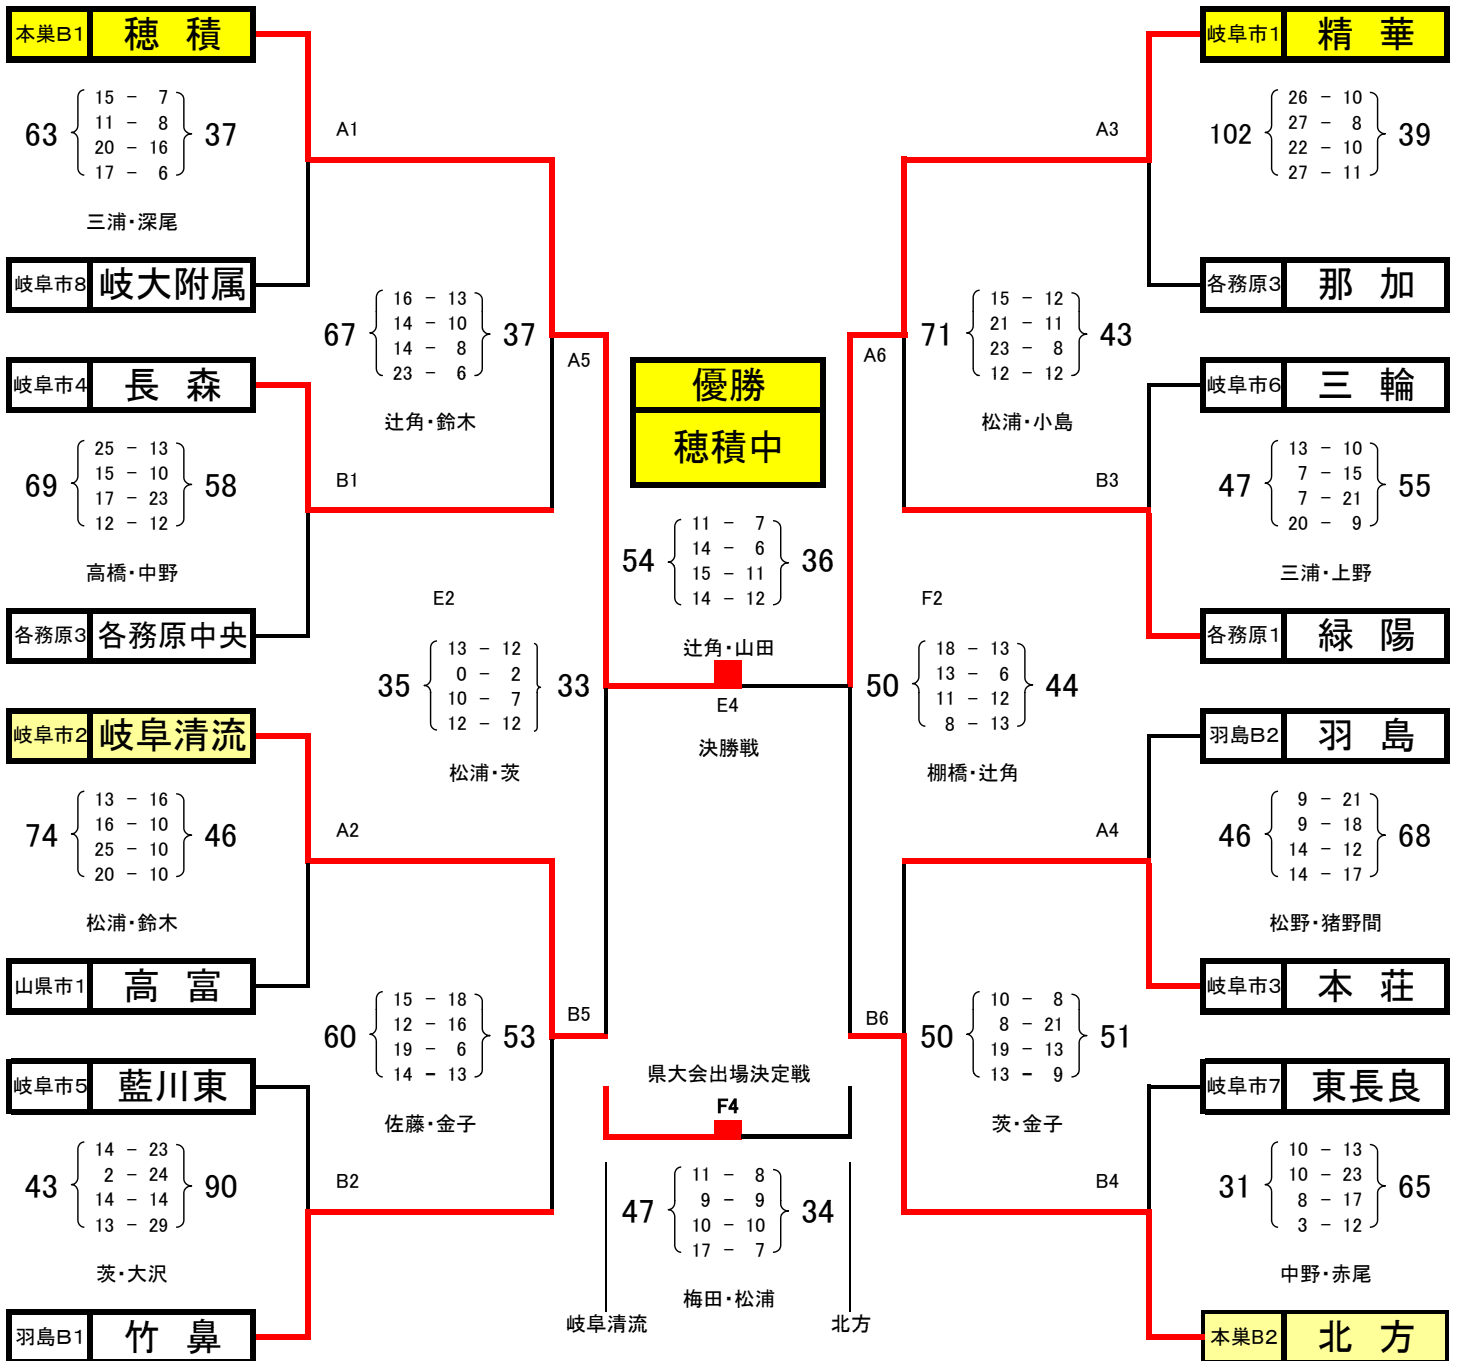 本巣B1 穂 積
63 15 - 7 37
11 - 8
20 - 16
17 - 6
A1
三浦・深尾
岐阜市8 岐大附属
67 16 - 13 37
14 - 10
14 - 8
23 - 6
A5
辻角・鈴木
岐阜市4 長 森
69 25 - 13 58
15 - 10
17 - 23
12 - 12
B1
高橋・中野
各務原3 各務原中央
E2
35 13 - 12 33
0 - 2
10 - 7
12 - 12
松浦・茨
岐阜市2 岐阜清流
74 13 - 16 46
16 - 10
25 - 10
20 - 10
A2
松浦・鈴木
山県市1 高 富
60 15 - 18 53
12 - 16
19 - 6
14 - 13
B5
佐藤・金子
岐阜市5 藍川東
43 14 - 23 90
2 - 24
14 - 14
13 - 29
B2
茨・大沢
羽島B1 竹 鼻
優勝
穂積中
54 11 - 7 36
14 - 6
15 - 11
14 - 12
辻角・山田
E4
決勝戦
県大会出場決定戦
F4
47 11 - 8 34
9 - 9
10 - 10
17 - 7
梅田・松浦
岐阜清流
北方
岐阜市1 精 華
102 26 - 10 39
27 - 8
22 - 10
27 - 11
A3
各務原3 那 加
A6
71 15 - 12 43
21 - 11
23 - 8
12 - 12
松浦・小島
岐阜市6 三 輪
B3
47 13 - 10 55
7 - 15
7 - 21
20 - 9
三浦・上野
各務原1 緑 陽
F2
50 18 - 13 44
13 - 6
11 - 12
8 - 13
棚橋・辻角
羽島B2 羽 島
A4
46 9 - 21 68
9 - 18
14 - 12
14 - 17
松野・猪野間
岐阜市3 本 荘
B6
50 10 - 8 51
8 - 21
19 - 13
13 - 9
茨・金子
岐阜市7 東長良
B4
31 10 - 13 65
10 - 23
8 - 17
3 - 12
中野・赤尾
本巣B2 北 方